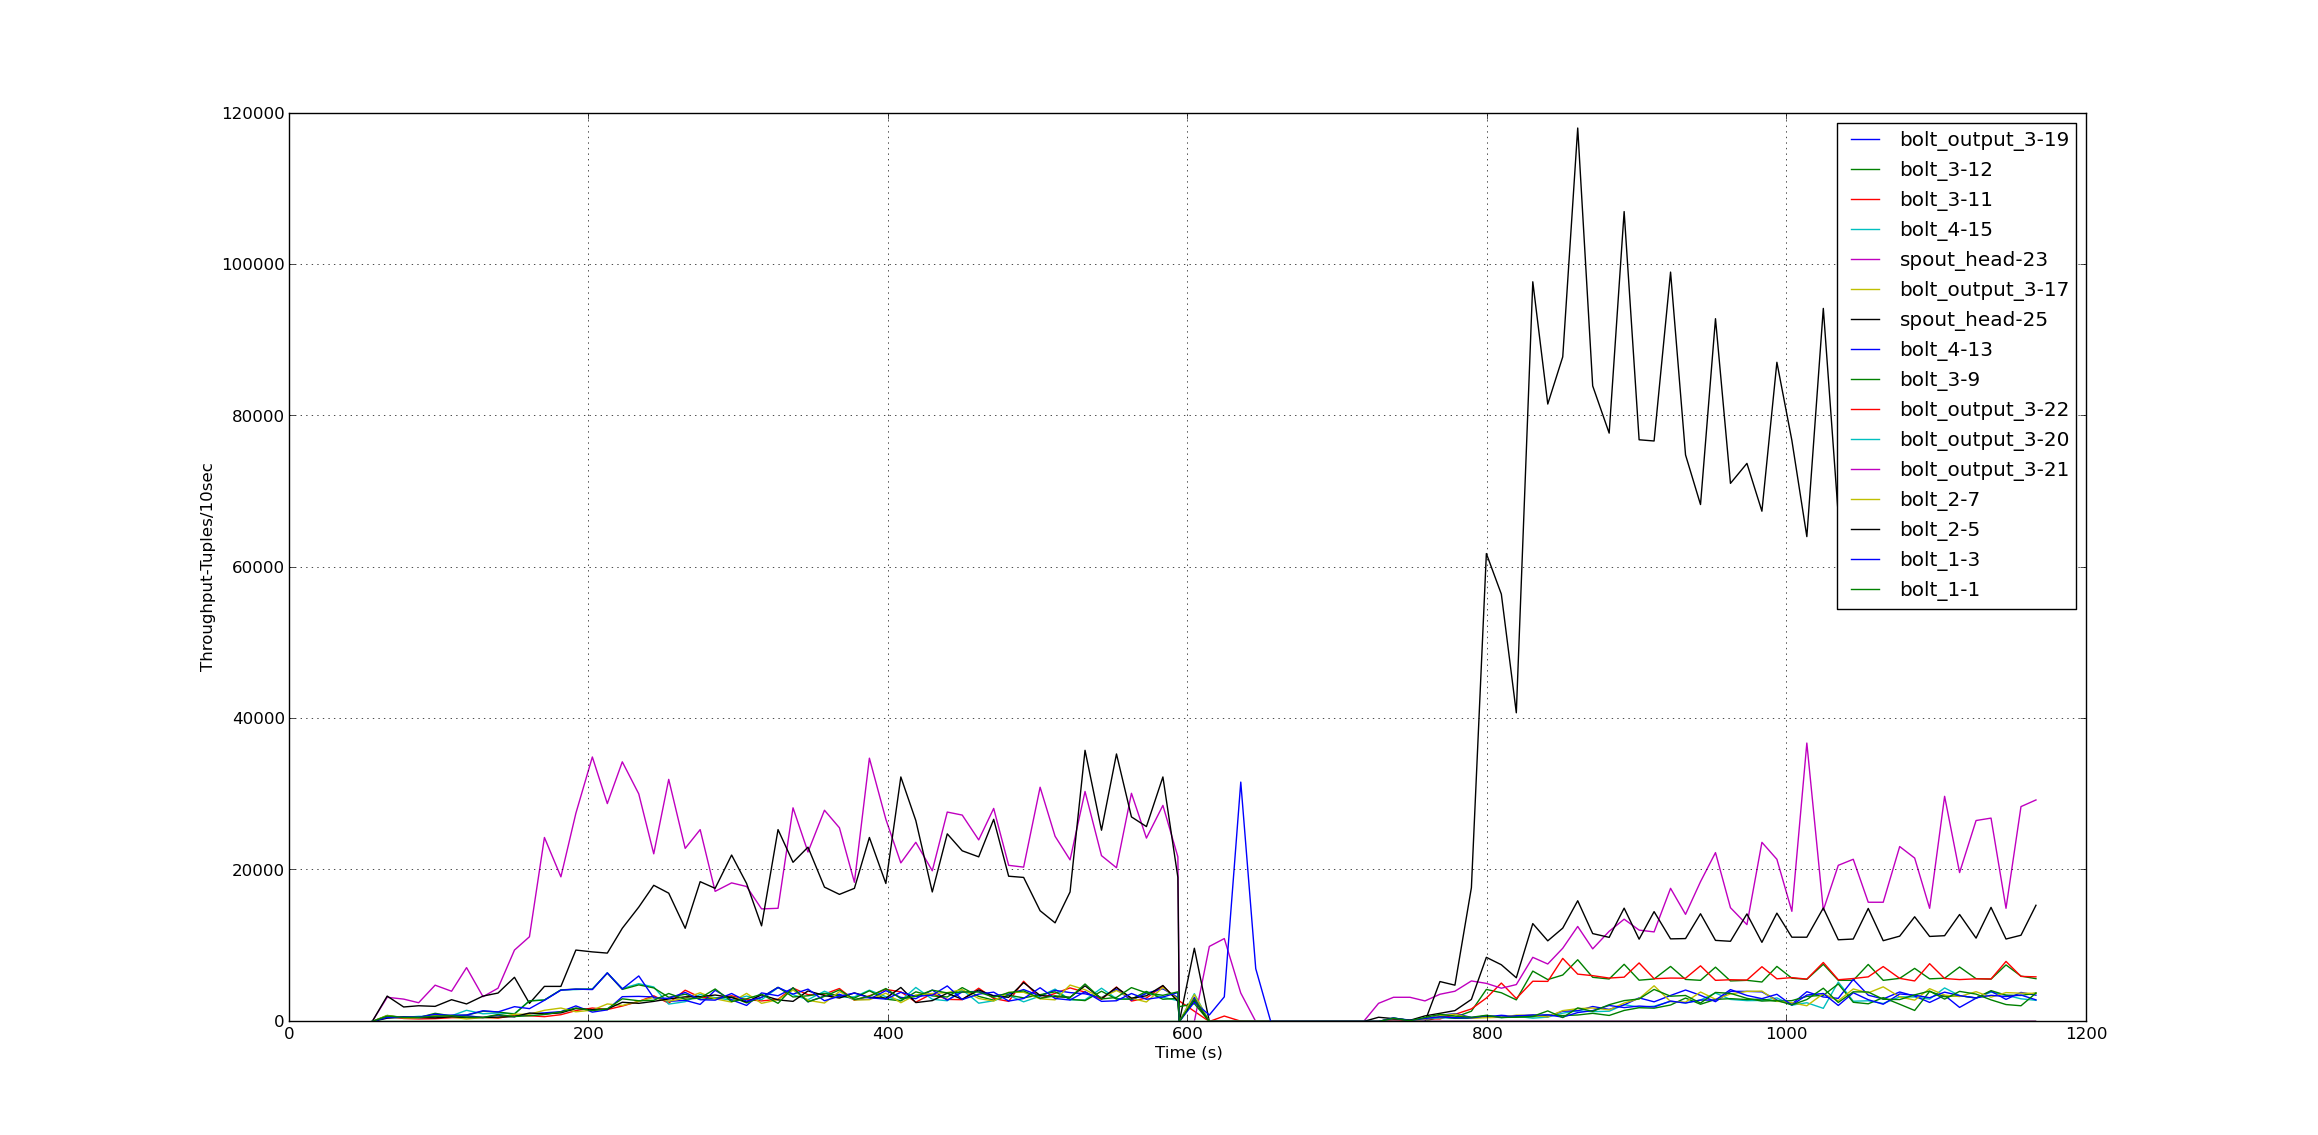 120000
100000
80000
60000
40000
20000
0
Throughput-Tuples/10sec
0 200 400 600 800 1000 1200
Time (s)
bolt_output_3-19
bolt_3-12
bolt_3-11
bolt_4-15
spout_head-23
bolt_output_3-17
spout_head-25
bolt_4-13
bolt_3-9
bolt_output_3-22
bolt_output_3-20
bolt_output_3-21
bolt_2-7
bolt_2-5
bolt_1-3
bolt_1-1